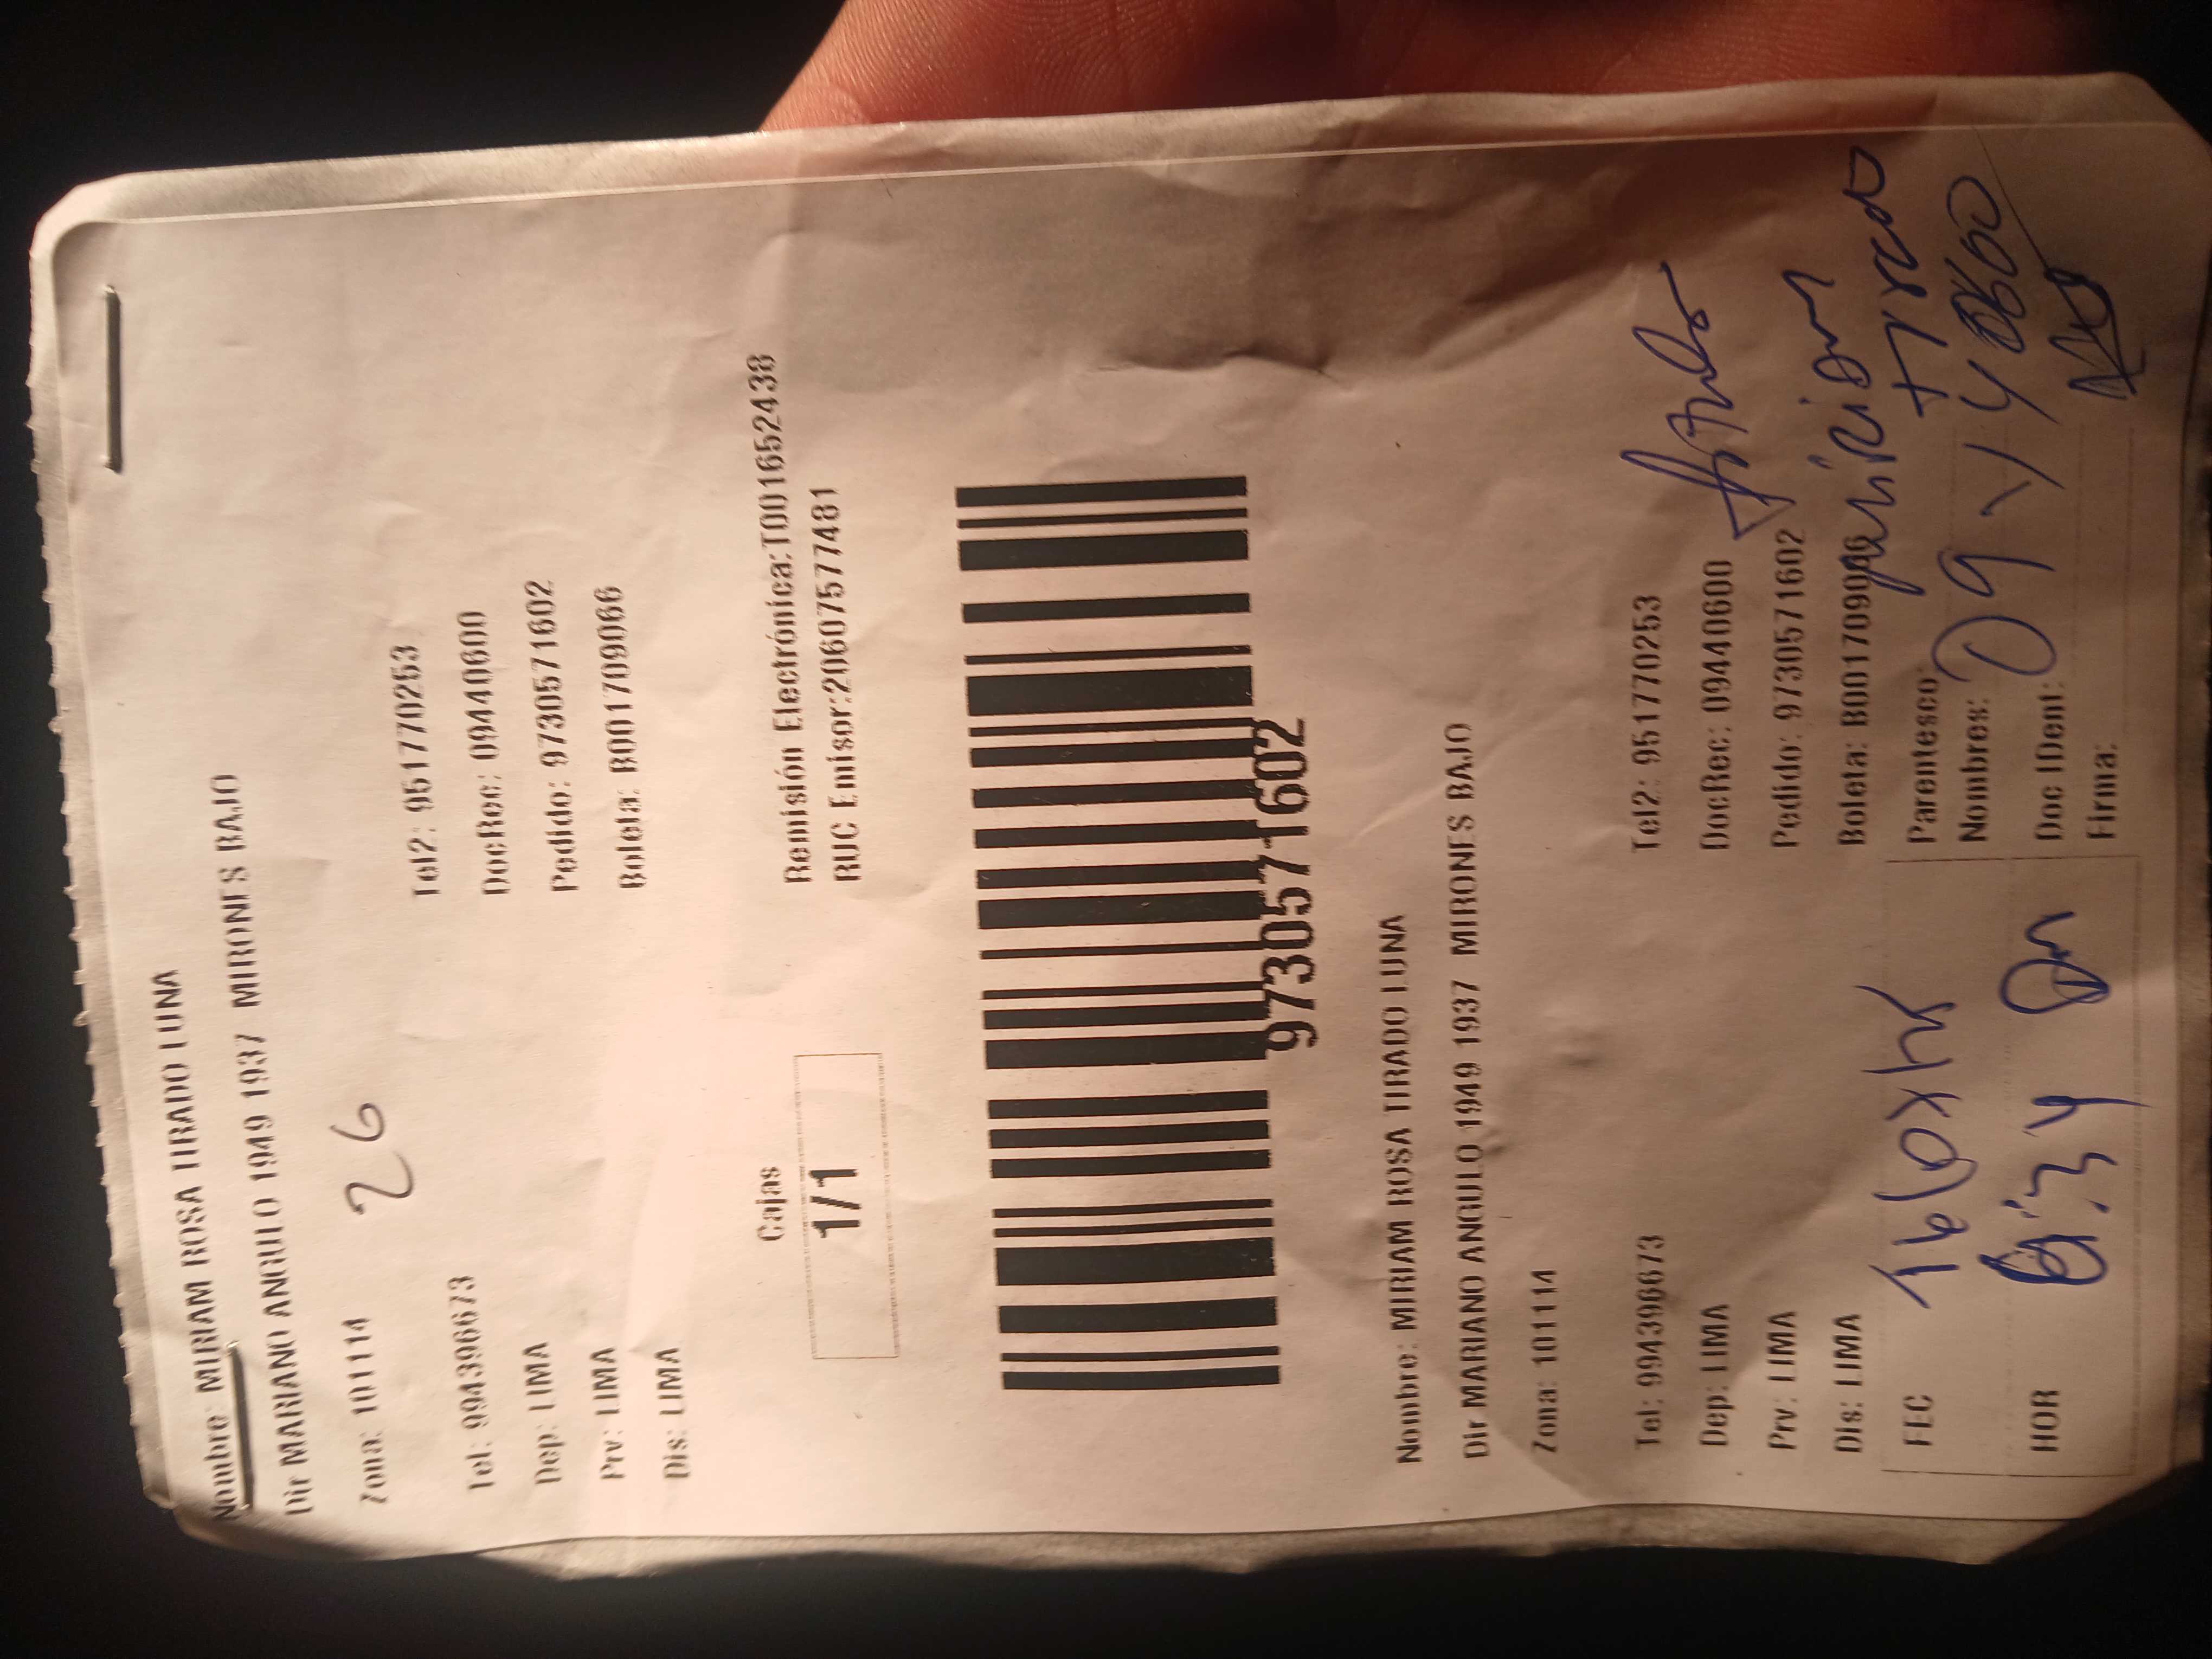 Nombre: MIRIAM ROSA TIRADO LUNA
Dir MARIANO ANGULO 1949 1937 MIRONES BAJO
Zona: 101114
26
Tel: 994396673 Tel2: 951770253
Dep: LIMA DocRec: 09440600
Prv: LIMA Pedido: 9730571602
Dis: LIMA Boleta: B001709066
Cajas Remisión Electrónica:T001652438
1/1 RUC Emisor:20607577481
9730571602
Nombre: MIRIAM ROSA TIRADO LUNA
Dir MARIANO ANGULO 1949 1937 MIRONES BAJO
Zona: 101114
Tel: 994396673 Tel2: 951770253
Dep: LIMA DocRec: 09440600
Prv: LIMA Pedido: 9730571602
Dis: LIMA Boleta: B001709066
FEC Parentesco:
Nombres: Tirado
HOR Doc IDent:
Firma: